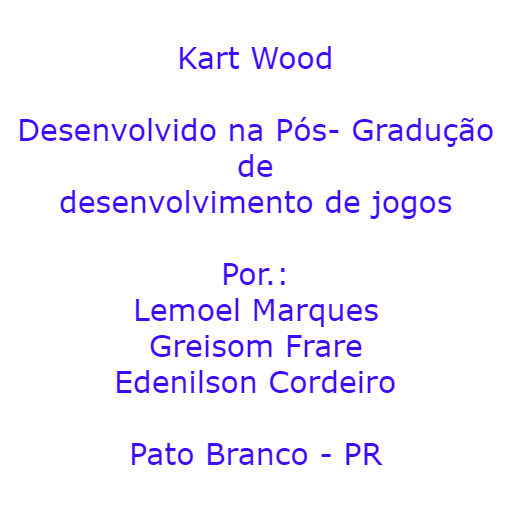 Kart Wood
Desenvolvido na Pós- Gradução
de
desenvolvimento de jogos
Por.:
Lemoel Marques
Greisom Frare
Edenilson Cordeiro
Pato Branco - PR